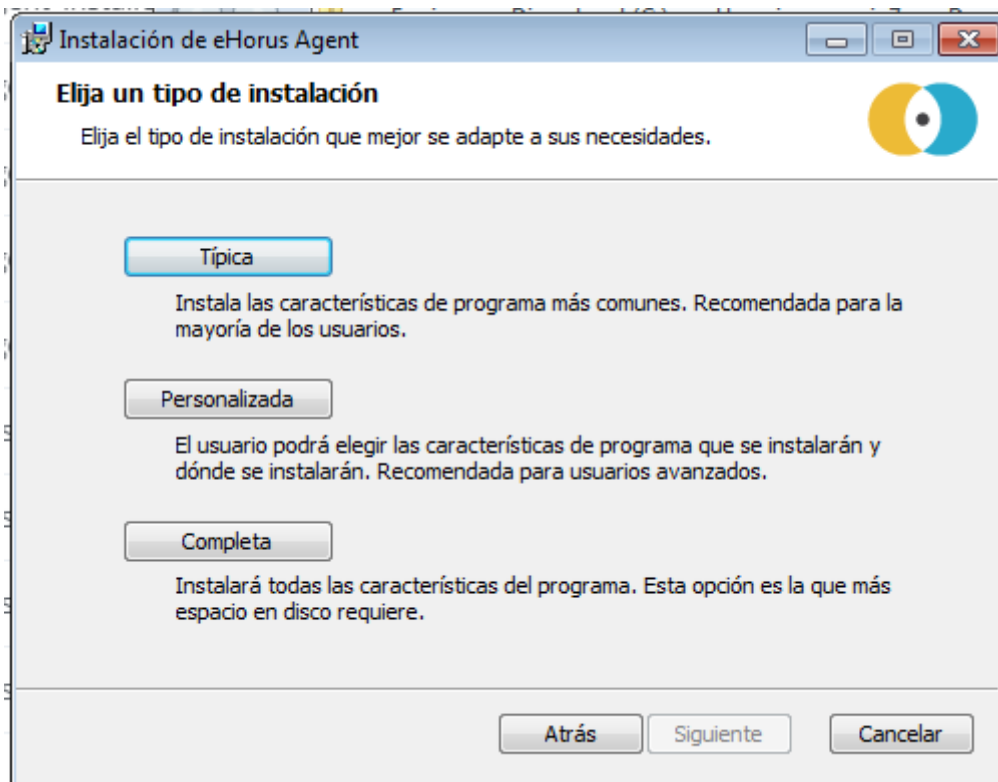 Instalación de eHorus Agent
Elija un tipo de instalación
Elija el tipo de instalación que mejor se adapte a sus necesidades.
Típica
Instala las características de programa más comunes. Recomendada para la
mayoría de los usuarios.
Personalizada
El usuario podrá elegir las características de programa que se instalarán y
dónde se instalarán. Recomendada para usuarios avanzados.
Completa
Instalará todas las características del programa. Esta opción es la que más
espacio en disco requiere.
Atrás
Siguiente
Cancelar